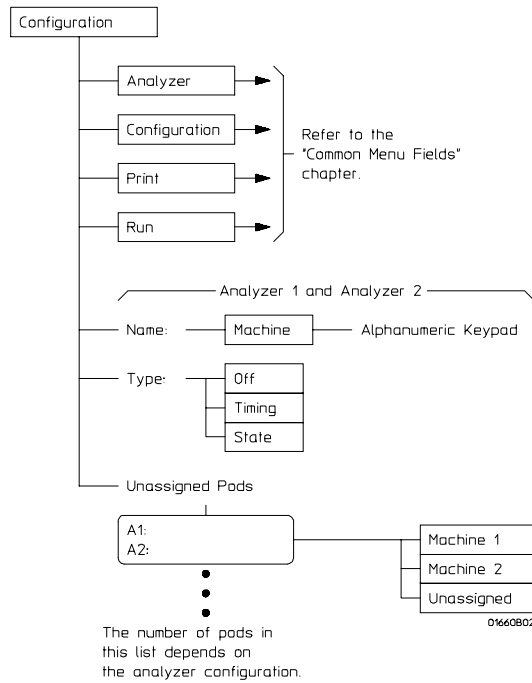 Configuration
Analyzer
Configuration
Print
Run
Refer to the
"Common Menu Fields"
chapter.
Analyzer 1 and Analyzer 2
Name:
Machine
Alphanumeric Keypad
Type:
Off
Timing
State
Unassigned Pods
A1:
A2:
Machine 1
Machine 2
Unassigned
01660B02
The number of pods in
this list depends on
the analyzer configuration.